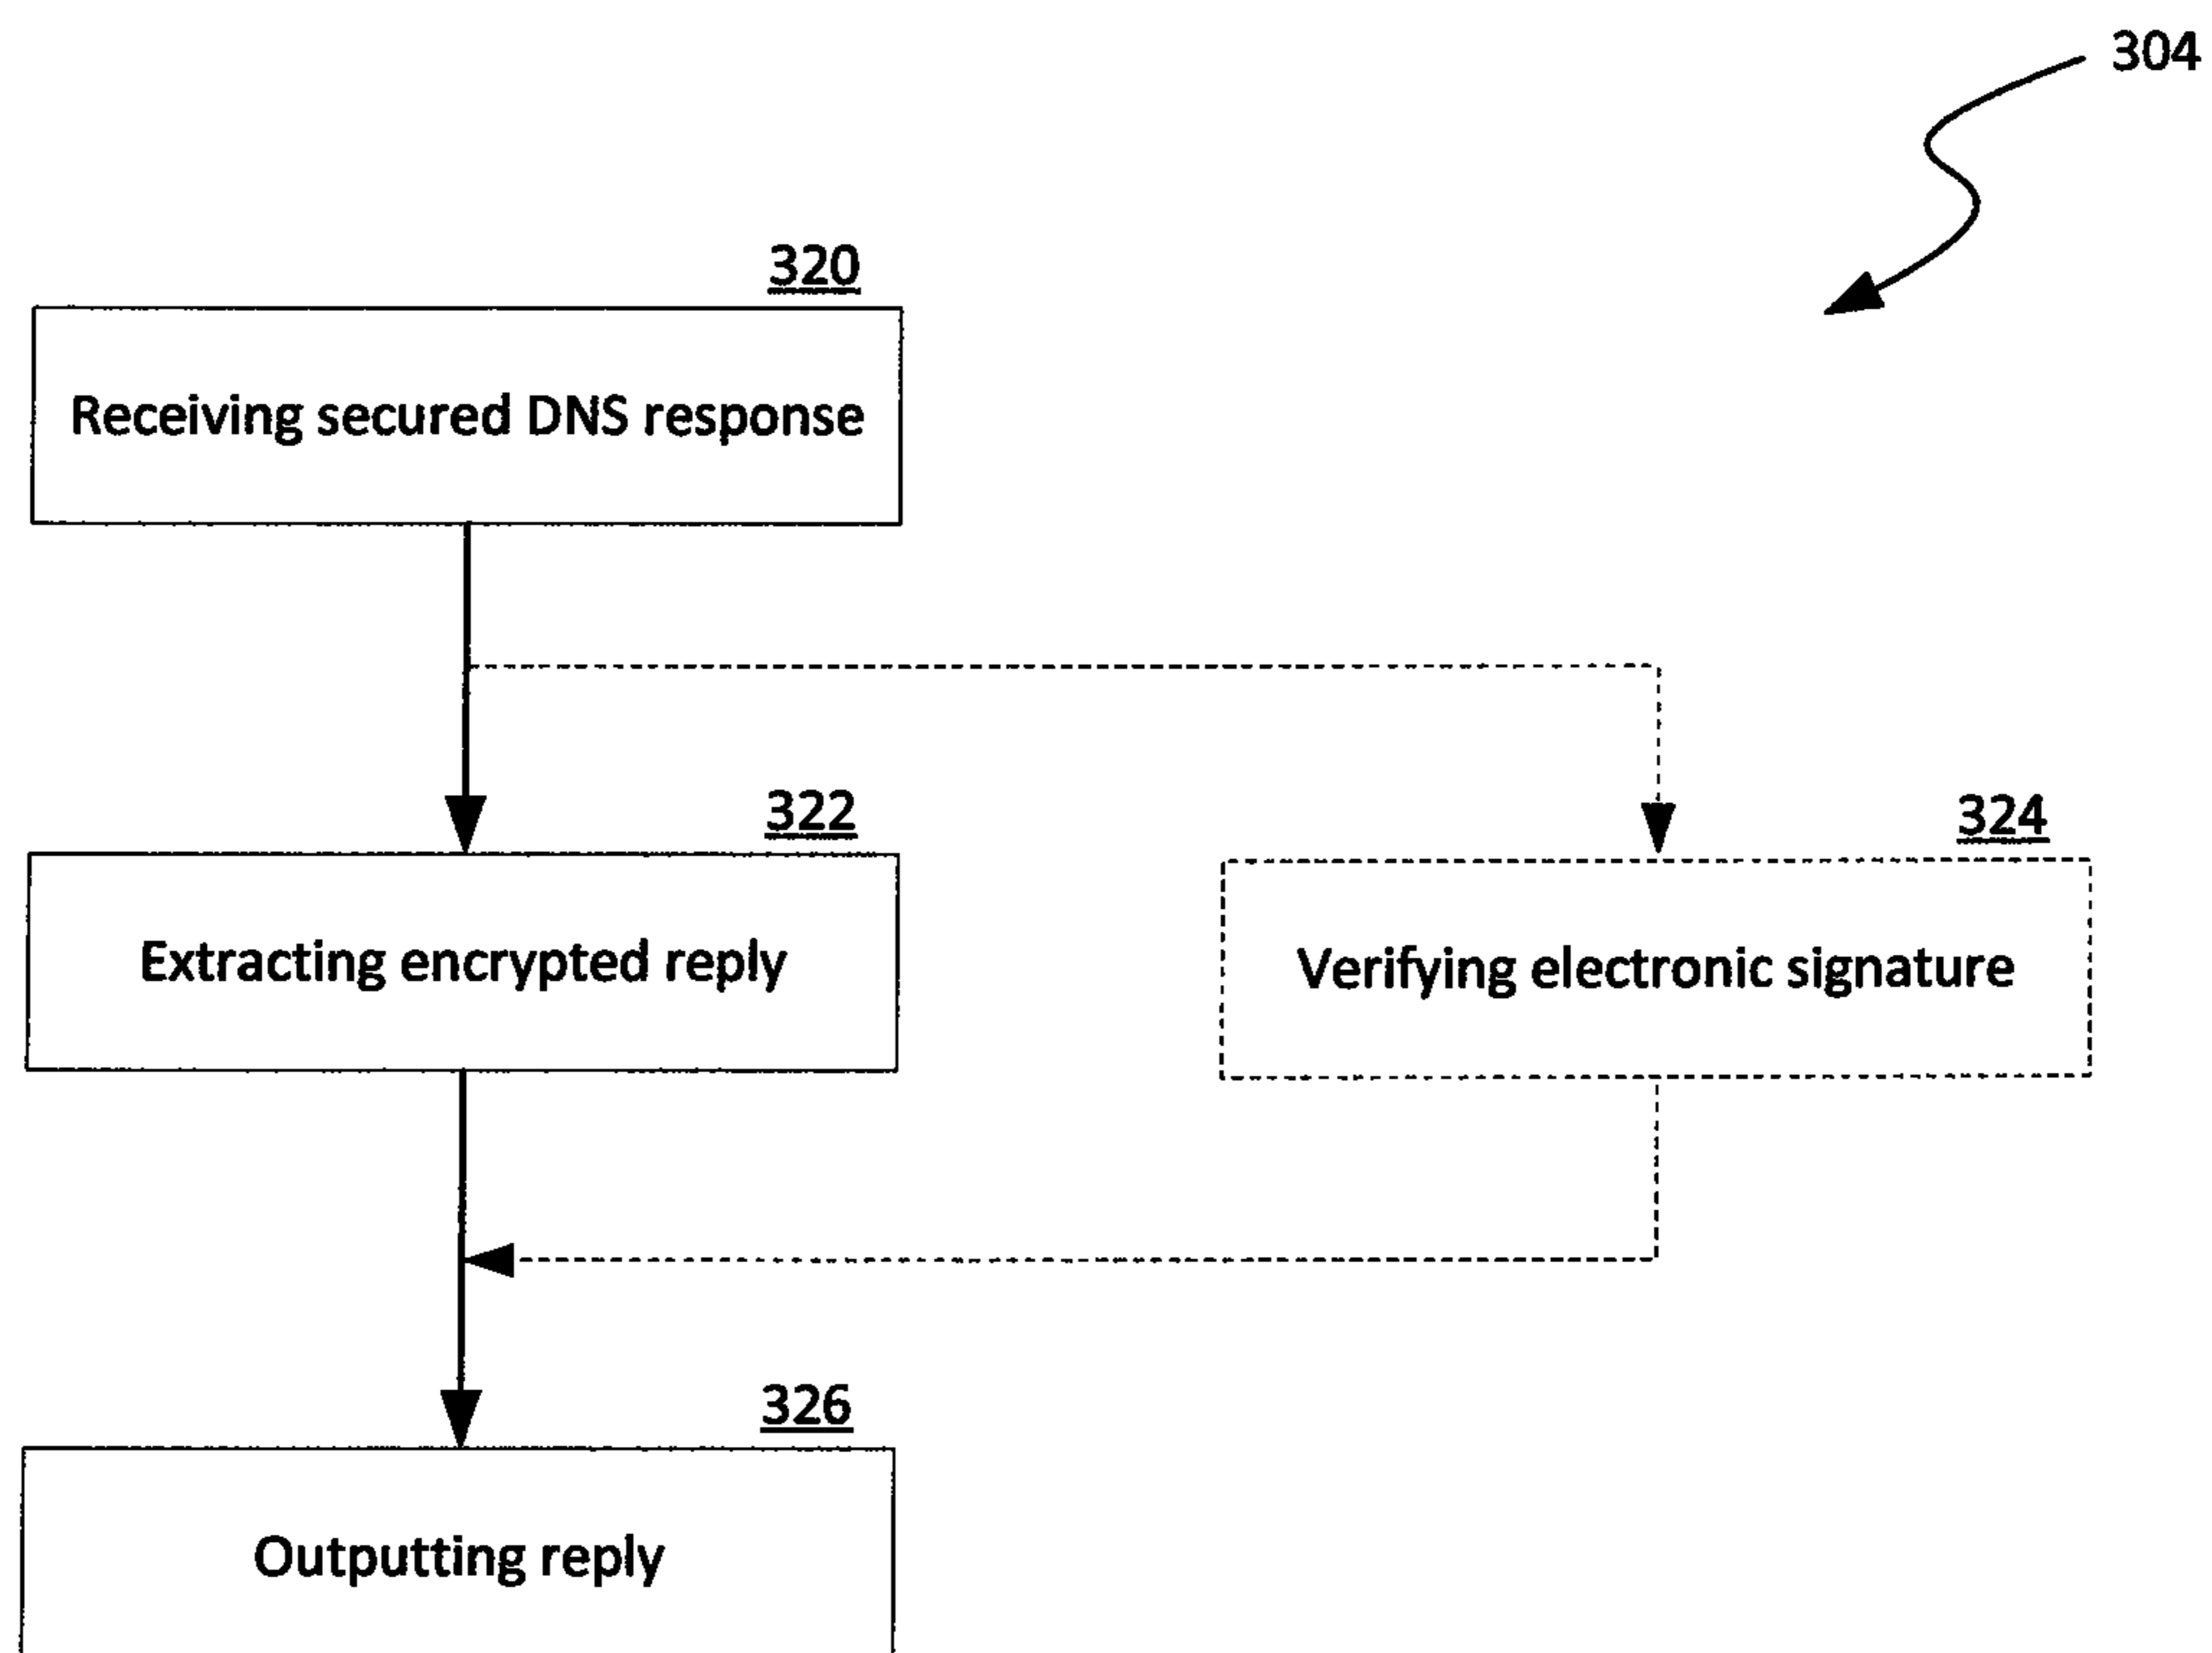 304
320
Receiving secured DNS response
322
Extracting encrypted reply
324
Verifying electronic signature
326
Outputting reply